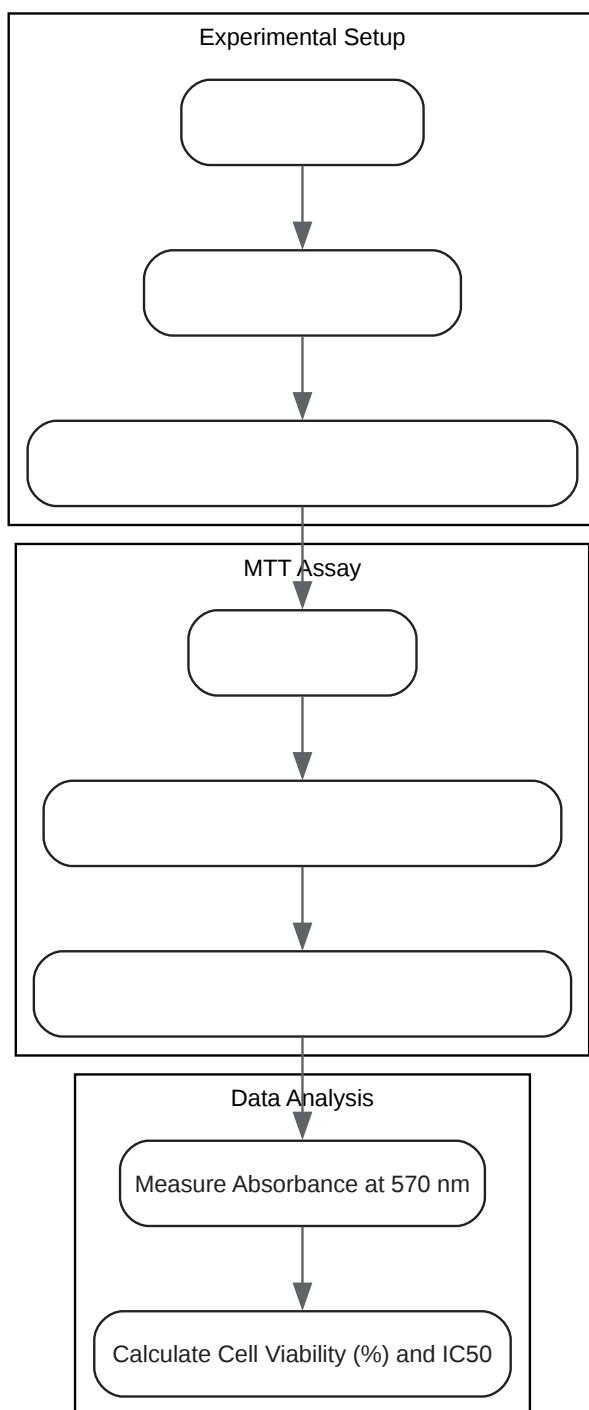 Experimental Setup
MTT Assay
Data Analysis
Measure Absorbance at 570 nm
Calculate Cell Viability (%) and IC50